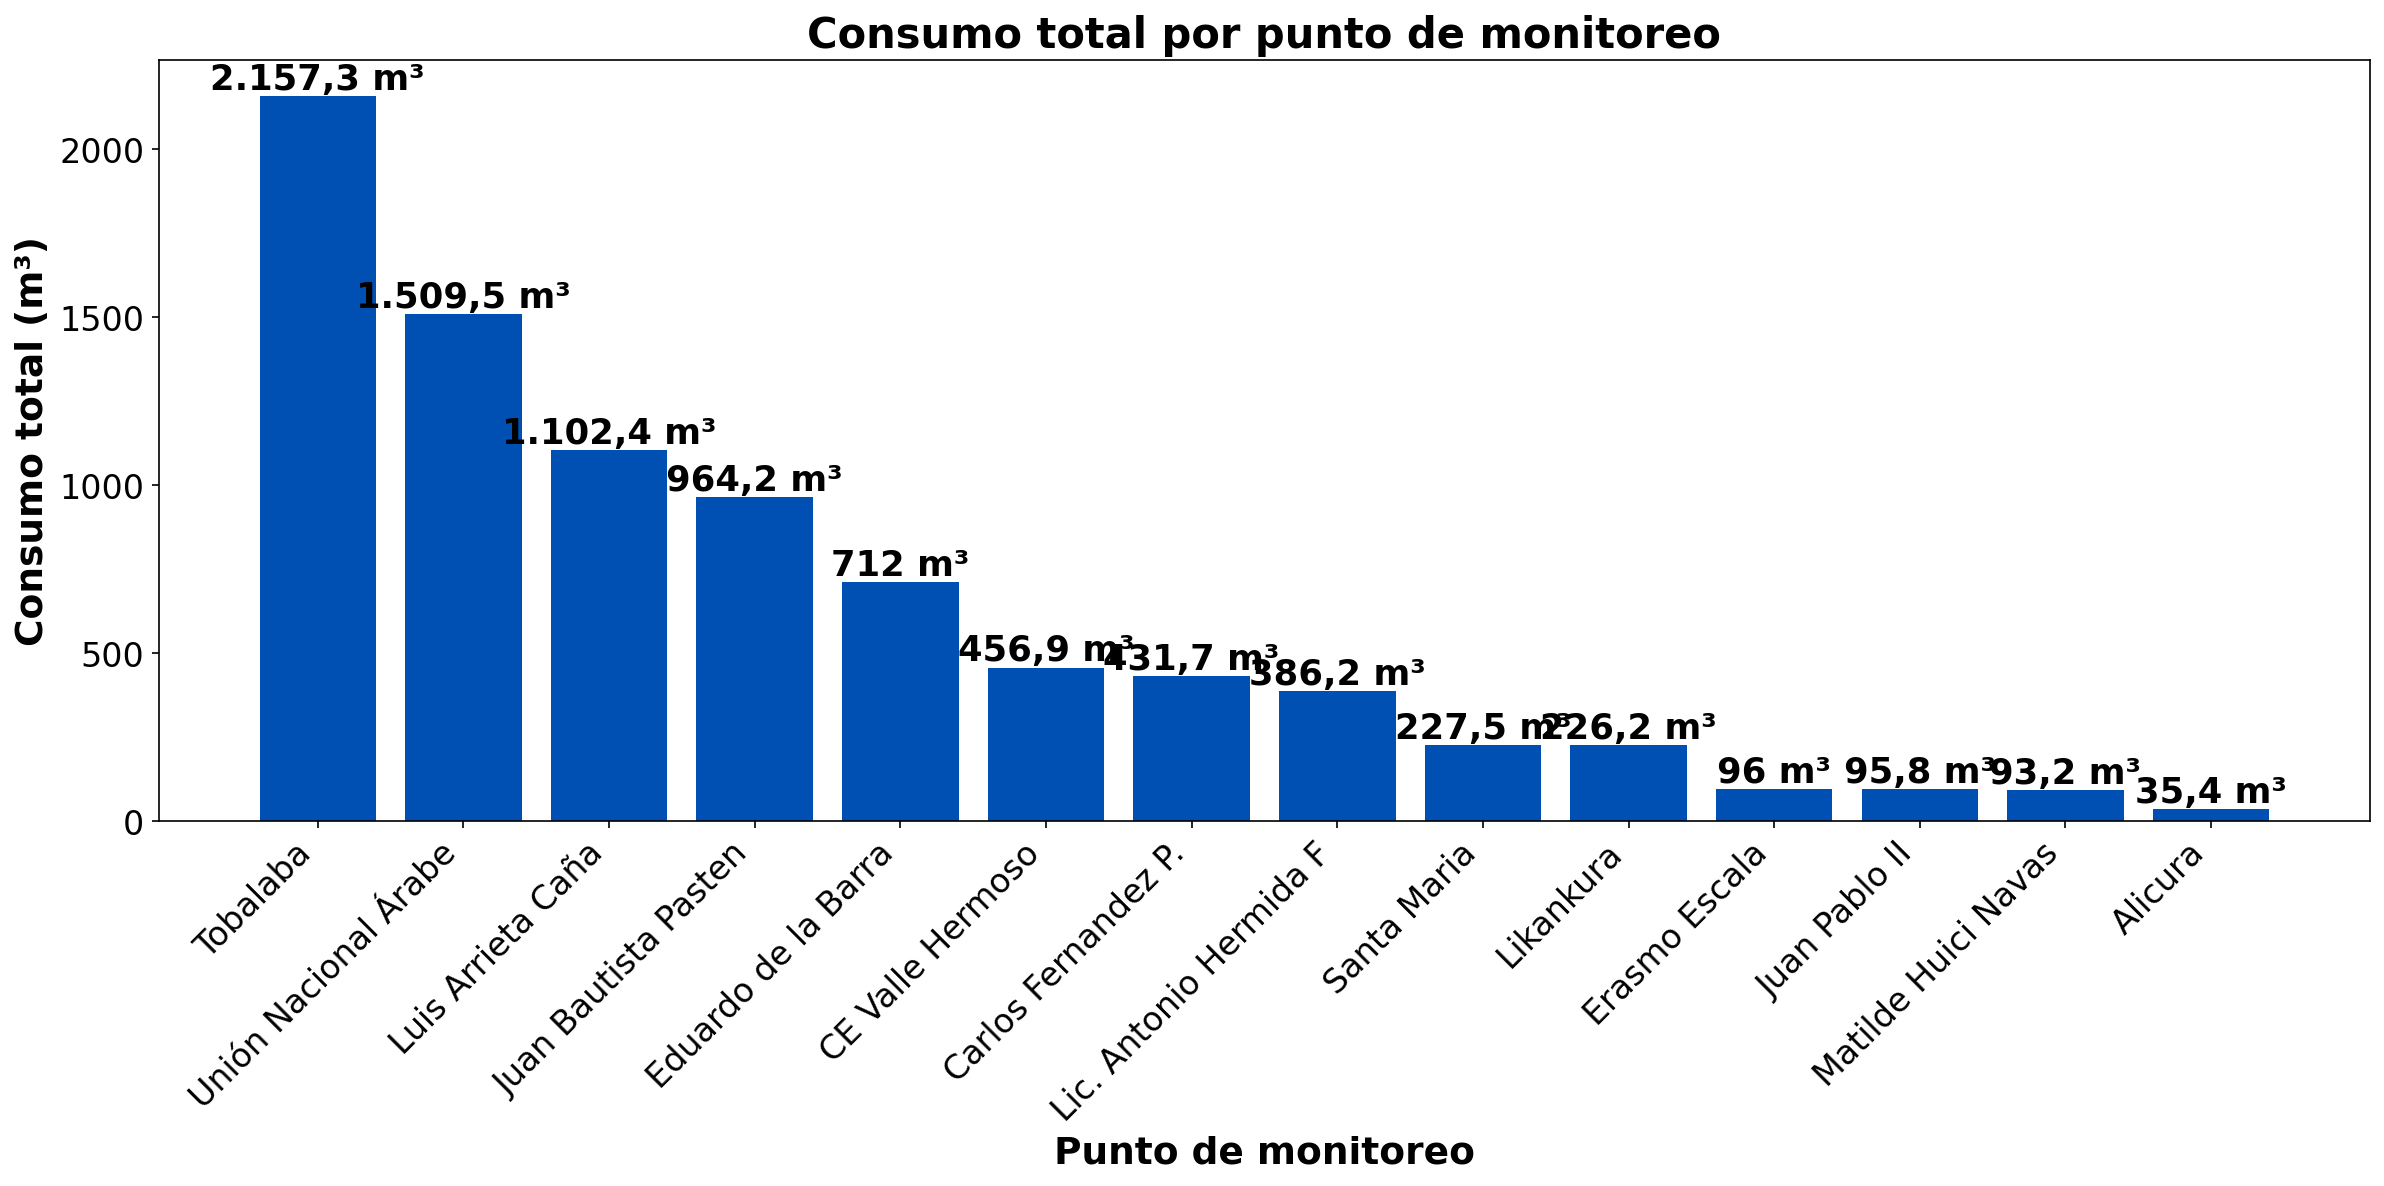 Consumo total por punto de monitoreo
Consumo total (m³)
2000
1500
1000
500
0
2.157,3 m³
1.509,5 m³
1.102,4 m³
964,2 m³
712 m³
456,9 m³
431,7 m³
386,2 m³
227,5 m³
226,2 m³
96 m³
95,8 m³
93,2 m³
35,4 m³
Tobalaba
Unión Nacional Árabe
Luis Arrieta Caña
Juan Bautista Pasten
Eduardo de la Barra
CE Valle Hermoso
Carlos Fernandez P.
Lic. Antonio Hermida F
Santa Maria
Likankura
Erasmo Escala
Juan Pablo II
Matilde Huici Navas
Alicura
Punto de monitoreo